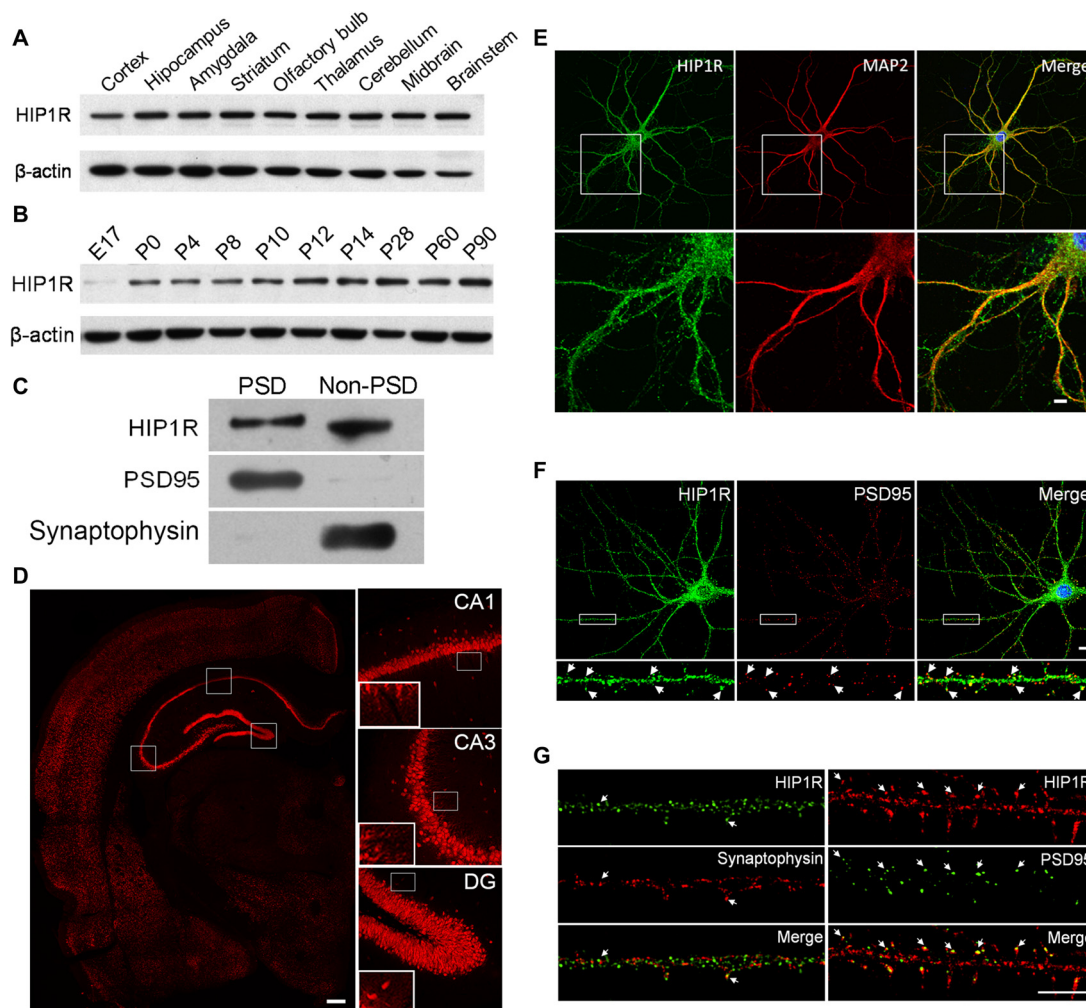 A
Cortex
Hipocampus
Amygdala
Striatum
Olfactory bulb
Thalamus
Cerebellum
Midbrain
Brainstem
HIP1R
β-actin
B
E17
P0
P4
P8
P10
P12
P14
P28
P60
P90
HIP1R
β-actin
C
PSD Non-PSD
HIP1R
PSD95
Synaptophysin
D
CA1
CA3
DG
E
HIP1R MAP2 Merge
F
HIP1R PSD95 Merge
G
HIP1R HIP1R
Synaptophysin PSD95
Merge Merge